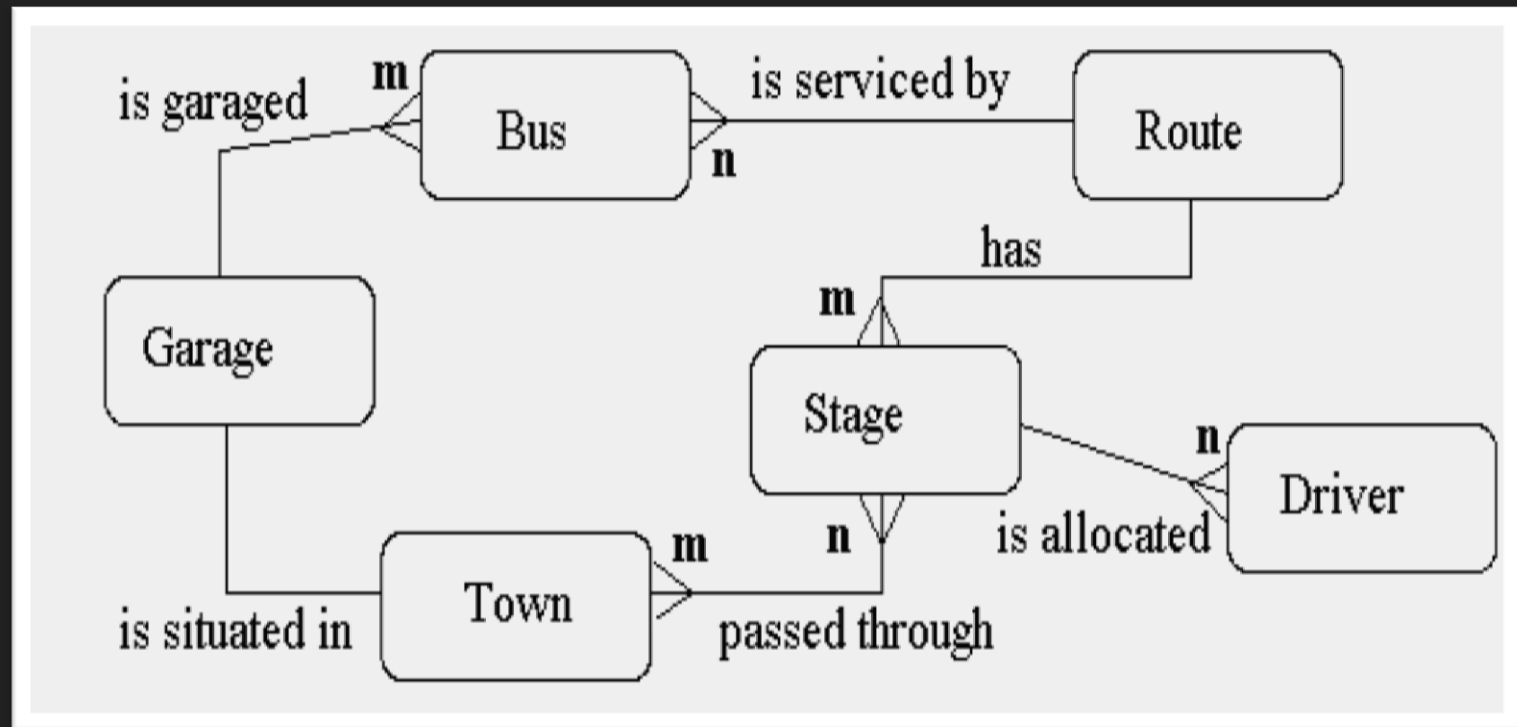 is garaged
m
Bus
n
is serviced by
Route
has
m
Garage
Stage
n
Driver
is allocated
n
m
Town
is situated in
passed through